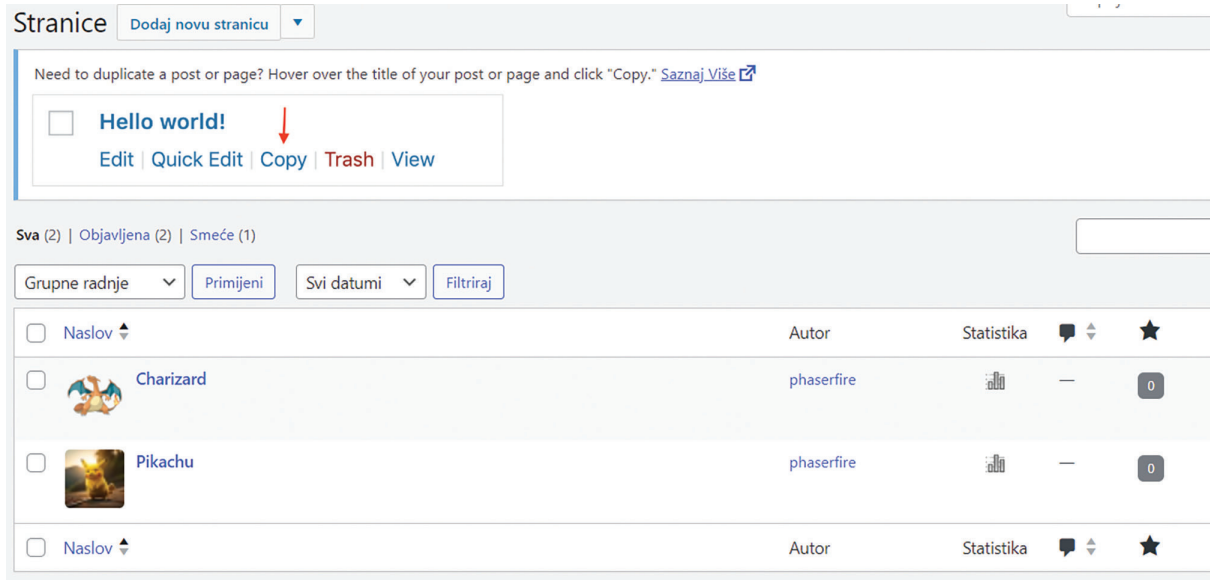 Stranice Dodaj novu stranicu
Need to duplicate a post or page? Hover over the title of your post or page and click "Copy." Saznaj Više
Hello world!
Edit | Quick Edit | Copy | Trash | View
Sva (2) | Objavljena (2) | Smeće (1)
Grupne radnje Primijeni Svi datumi Filtriraj
Naslov Autor Statistika
Charizard phaserfire — 0
Pikachu phaserfire — 0
Naslov Autor Statistika